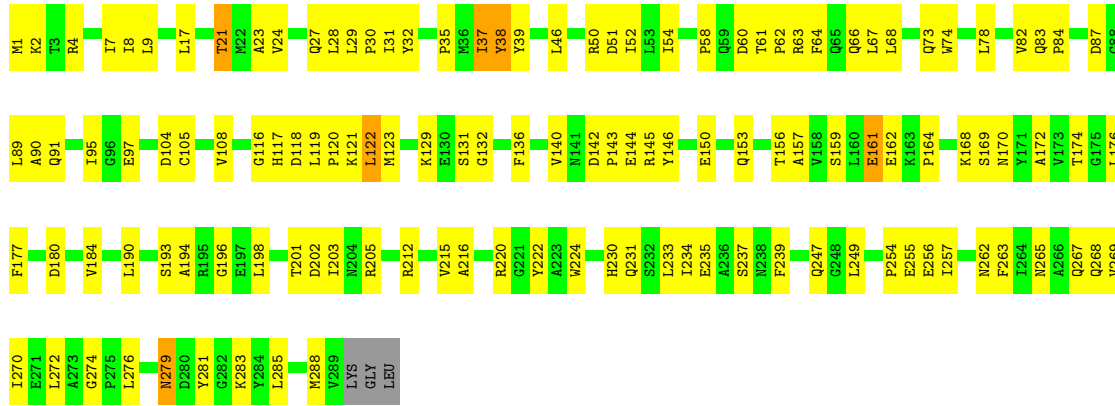 M1 K2 T3 R4 I7 I8 L9 L17 T21 M22 A23 V24 Q27 L28 L29 P30 I31 Y32 P35 M36 I37 Y38 Y39 L46 R50 D51 I52 L53 I54 P58 Q59 D60 T61 P62 R63 F64 Q65 Q66 L67 L68 Q73 W74 L78 V82 Q83 P84 D87 G88
L89 A90 Q91 I95 G96 E97 D104 C105 V108 G116 H117 D118 L119 P120 K121 L122 M123 K129 E130 S131 G132 F136 V140 N141 D142 P143 E144 R145 Y146 E150 Q153 T156 A157 V158 S159 L160 E161 E162 K163 P164 K168 S169 N170 Y171 A172 V173 T174 G175 L176
F177 D180 V184 L190 S193 A194 R195 G196 E197 L198 T201 D202 I203 N204 R205 R212 V215 A216 R220 G221 Y222 A223 W224 H230 Q231 S232 L233 I234 E235 A236 S237 N238 F239 Q247 G248 L249 P254 E255 E256 I257 N262 F263 I264 N265 A266 Q267 Q268 V269
I270 E271 L272 A273 G274 P275 L276 N279 D280 Y281 G282 K283 Y284 L285 M288 V289 LYS GLY LEU